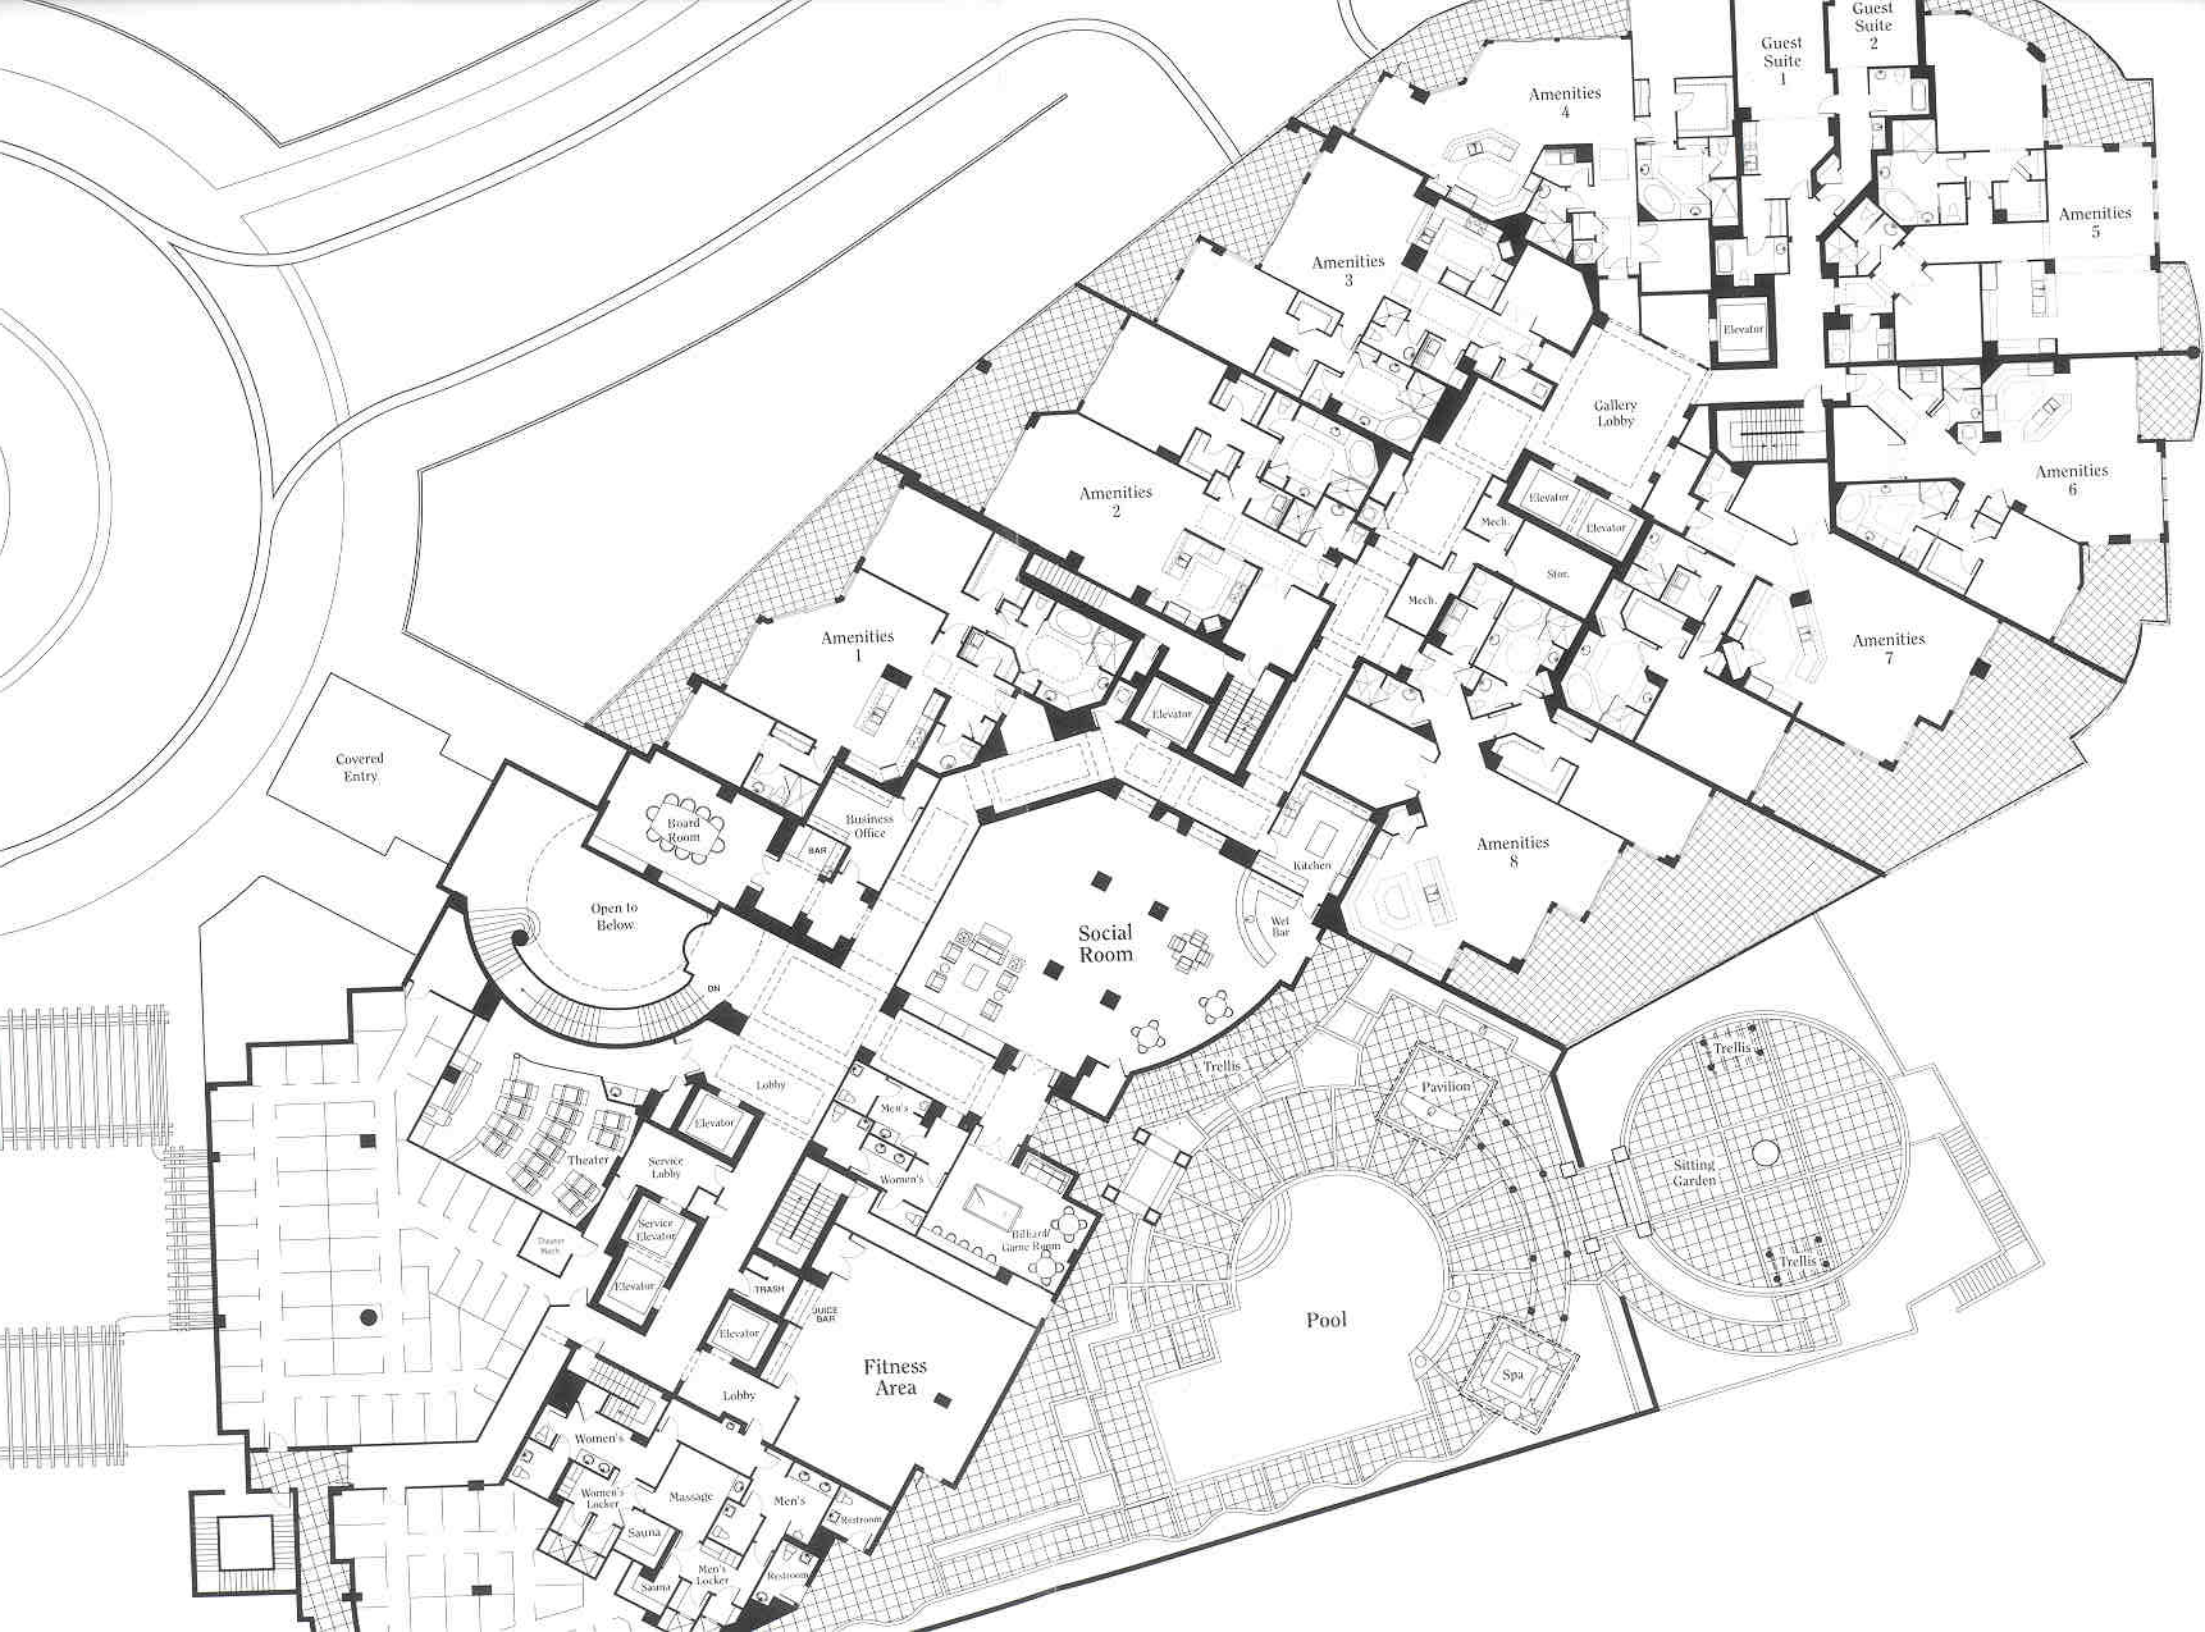 Guest
Suite
2
Guest
Suite
1
Amenities
4
Amenities
5
Amenities
3
Elevator
Gallery
Lobby
Amenities
6
Amenities
2
Elevator
Elevator
Mech.
Stor.
Mech.
Amenities
1
Amenities
7
Elevator
Covered
Entry
Board
Room
Business
Office
BAR
Kitchen
Amenities
8
Open to
Below
Wet
Bar
Social
Room
DN
Trellis
Trellis
Lobby
Pavilion
Men's
Elevator
Theater
Service
Lobby
Women's
Sitting
Garden
Service
Elevator
Theater
Mech.
Billiard/
Game Room
Trellis
Elevator
TRASH
JUICE
BAR
Elevator
Pool
Fitness
Area
Spa
Lobby
Women's
Women's
Locker
Massage
Men's
Restroom
Sauna
Men's
Locker
Restroom
Sauna